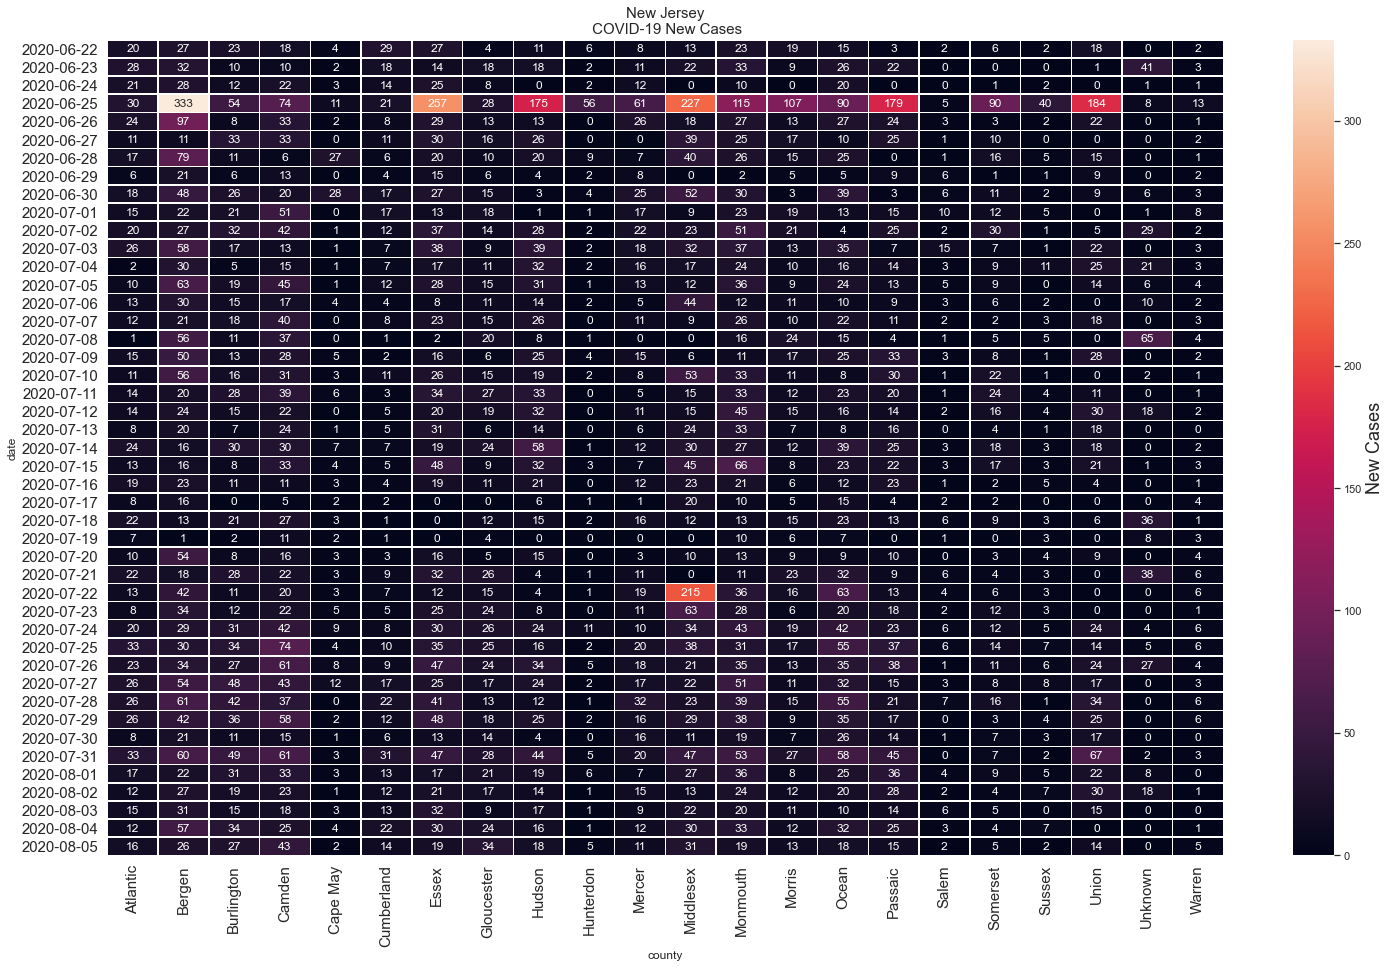 New Jersey
COVID-19 New Cases
2020-06-22 20 27 23 18 4 29 27 4 11 6 8 13 23 19 15 3 2 6 2 18 0 2
2020-06-23 28 32 10 10 2 18 14 18 18 2 11 22 33 9 26 22 0 0 0 1 41 3
2020-06-24 21 28 12 22 3 14 25 8 0 2 12 0 10 0 20 0 0 1 2 0 1 1
2020-06-25 30 333 54 74 11 21 257 28 175 56 61 227 115 107 90 179 5 90 40 184 8 13
2020-06-26 24 97 8 33 2 8 29 13 13 0 26 18 27 13 27 24 3 3 2 22 0 1
2020-06-27 11 11 33 33 0 11 30 16 26 0 0 39 25 17 10 25 1 10 0 0 0 2
2020-06-28 17 79 11 6 27 6 20 10 20 9 7 40 26 15 25 0 1 16 5 15 0 1
2020-06-29 6 21 6 13 0 4 15 6 4 2 8 0 2 5 5 9 6 1 1 9 0 2
2020-06-30 18 48 26 20 28 17 27 15 3 4 25 52 30 3 39 3 6 11 2 9 6 3
2020-07-01 15 22 21 51 0 17 13 18 1 1 17 9 23 19 13 15 10 12 5 0 1 8
2020-07-02 20 27 32 42 1 12 37 14 28 2 22 23 51 21 4 25 2 30 1 5 29 2
2020-07-03 26 58 17 13 1 7 38 9 39 2 18 32 37 13 35 7 15 7 1 22 0 3
2020-07-04 2 30 5 15 1 7 17 11 32 2 16 17 24 10 16 14 3 9 11 25 21 3
2020-07-05 10 63 19 45 1 12 28 15 31 1 13 12 36 9 24 13 5 9 0 14 6 4
2020-07-06 13 30 15 17 4 4 8 11 14 2 5 44 12 11 10 9 3 6 2 0 10 2
2020-07-07 12 21 18 40 0 8 23 15 26 0 11 9 26 10 22 11 2 2 3 18 0 3
2020-07-08 1 56 11 37 0 1 2 20 8 1 0 0 16 24 15 4 1 5 5 0 65 4
2020-07-09 15 50 13 28 5 2 16 6 25 4 15 6 11 17 25 33 3 8 1 28 0 2
2020-07-10 11 56 16 31 3 11 26 15 19 2 8 53 33 11 8 30 1 22 1 0 2 1
2020-07-11 14 20 28 39 6 3 34 27 33 0 5 15 33 12 23 20 1 24 4 11 0 1
2020-07-12 14 24 15 22 0 5 20 19 32 0 11 15 45 15 16 14 2 16 4 30 18 2
2020-07-13 8 20 7 24 1 5 31 6 14 0 6 24 33 7 8 16 0 4 1 18 0 0
2020-07-14 24 16 30 30 7 7 19 24 58 1 12 30 27 12 39 25 3 18 3 18 0 2
2020-07-15 13 16 8 33 4 5 48 9 32 3 7 45 66 8 23 22 3 17 3 21 1 3
2020-07-16 19 23 11 11 3 4 19 11 21 0 12 23 21 6 12 23 1 2 5 4 0 1
2020-07-17 8 16 0 5 2 2 0 0 6 1 1 20 10 5 15 4 2 2 0 0 0 4
2020-07-18 22 13 21 27 3 1 0 12 15 2 16 12 13 15 23 13 6 9 3 6 36 1
2020-07-19 7 1 2 11 2 1 0 4 0 0 0 0 10 6 7 0 1 0 3 0 8 3
2020-07-20 10 54 8 16 3 3 16 5 15 0 3 10 13 9 9 10 0 3 4 9 0 4
2020-07-21 22 18 28 22 3 9 32 26 4 1 11 0 11 23 32 9 6 4 3 0 38 6
2020-07-22 13 42 11 20 3 7 12 15 4 1 19 215 36 16 63 13 4 6 3 0 0 6
2020-07-23 8 34 12 22 5 5 25 24 8 0 11 63 28 6 20 18 2 12 3 0 0 1
2020-07-24 20 29 31 42 9 8 30 26 24 11 10 34 43 19 42 23 6 12 5 24 4 6
2020-07-25 33 30 34 74 4 10 35 25 16 2 20 38 31 17 55 37 6 14 7 14 5 6
2020-07-26 23 34 27 61 8 9 47 24 34 5 18 21 35 13 35 38 1 11 6 24 27 4
2020-07-27 26 54 48 43 12 17 25 17 24 2 17 22 51 11 32 15 3 8 8 17 0 3
2020-07-28 26 61 42 37 0 22 41 13 12 1 32 23 39 15 55 21 7 16 1 34 0 6
2020-07-29 26 42 36 58 2 12 48 18 25 2 16 29 38 9 35 17 0 3 4 25 0 6
2020-07-30 8 21 11 15 1 6 13 14 4 0 16 11 19 7 26 14 1 7 3 17 0 0
2020-07-31 33 60 49 61 3 31 47 28 44 5 20 47 53 27 58 45 0 7 2 67 2 3
2020-08-01 17 22 31 33 3 13 17 21 19 6 7 27 36 8 25 36 4 9 5 22 8 0
2020-08-02 12 27 19 23 1 12 21 17 14 1 15 13 24 12 20 28 2 4 7 30 18 1
2020-08-03 15 31 15 18 3 13 32 9 17 1 9 22 20 11 10 14 6 5 0 15 0 0
2020-08-04 12 57 34 25 4 22 30 24 16 1 12 30 33 12 32 25 3 4 7 0 0 1
2020-08-05 16 26 27 43 2 14 19 34 18 5 11 31 19 13 18 15 2 5 2 14 0 5
date
Atlantic Bergen Burlington Camden Cape May Cumberland Essex Gloucester Hudson Hunterdon Mercer Middlesex Monmouth Morris Ocean Passaic Salem Somerset Sussex Union Unknown Warren
county
300
250
200
150
100
50
0
New Cases